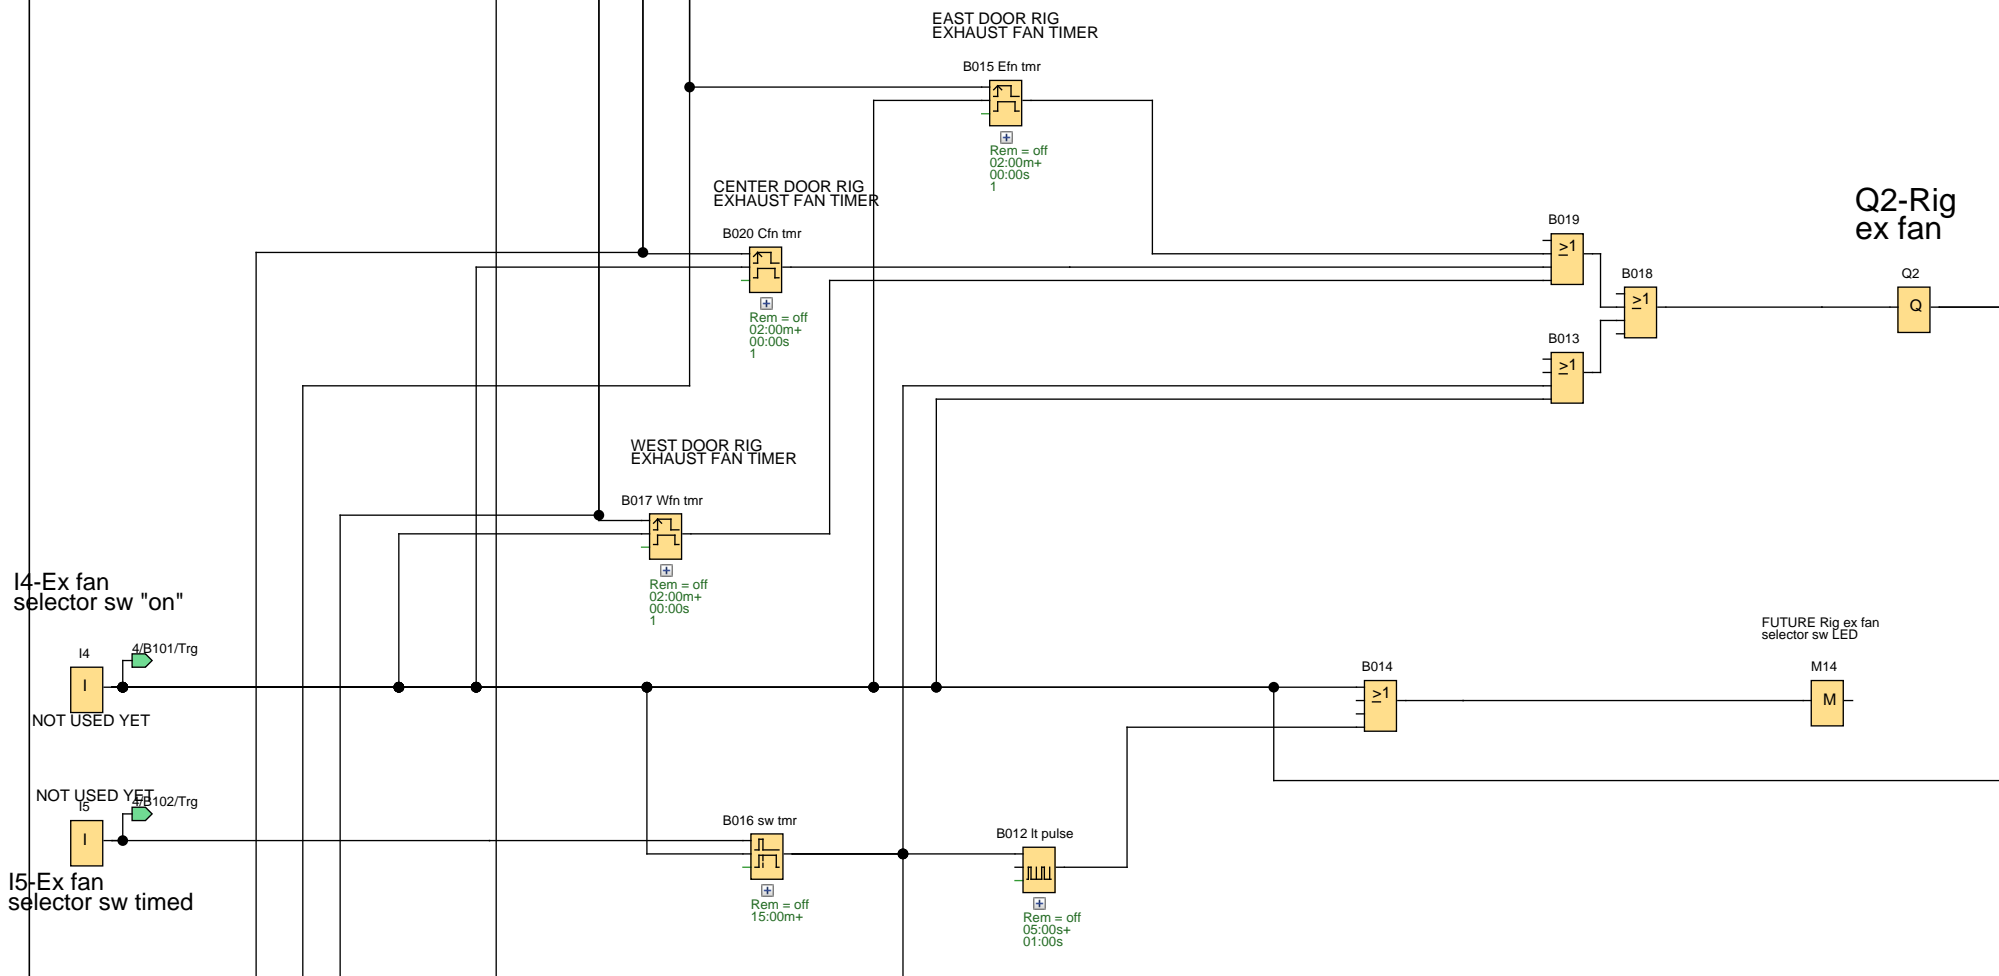 EAST DOOR RIG
EXHAUST FAN TIMER
B015 Efn tmr
Rem = off
02:00m+
00:00s
1
CENTER DOOR RIG
EXHAUST FAN TIMER
B020 Cfn tmr
Rem = off
02:00m+
00:00s
1
Q2-Rig
ex fan
B019
≥1
B018
≥1
Q2
Q
B013
≥1
WEST DOOR RIG
EXHAUST FAN TIMER
B017 Wfn tmr
Rem = off
02:00m+
00:00s
1
I4-Ex fan
selector sw "on"
4/B101/Trg
I4
I
NOT USED YET
FUTURE Rig ex fan
selector sw LED
B014
≥1
M14
M
NOT USED YET
4/B102/Trg
I5
I
I5-Ex fan
selector sw timed
B016 sw tmr
Rem = off
15:00m+
B012 lt pulse
Rem = off
05:00s+
01:00s